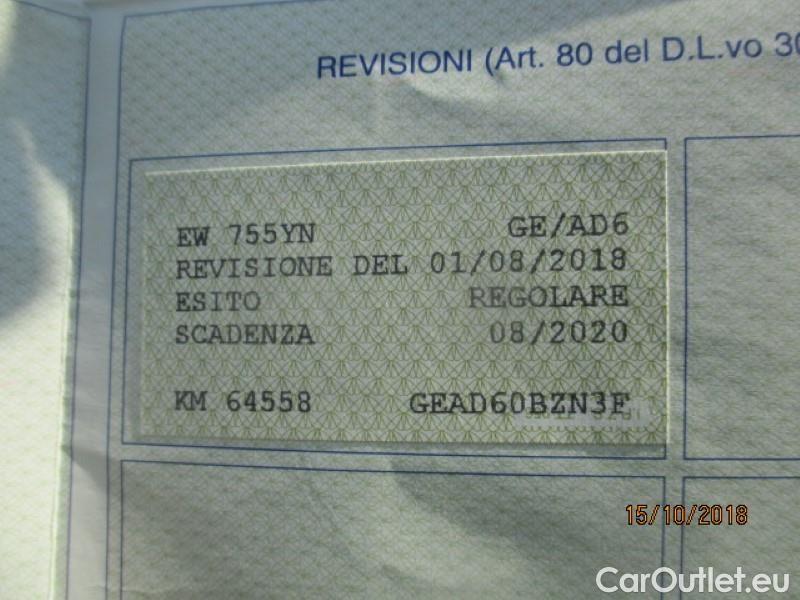 REVISIONI (Art. 80 del D.L.vo 30
EW 755YN GE/AD6
REVISIONE DEL 01/08/2018
ESITO REGOLARE
SCADENZA 08/2020
KM 64558 GEAD60BZN3F
15/10/2018
CarOutlet.eu